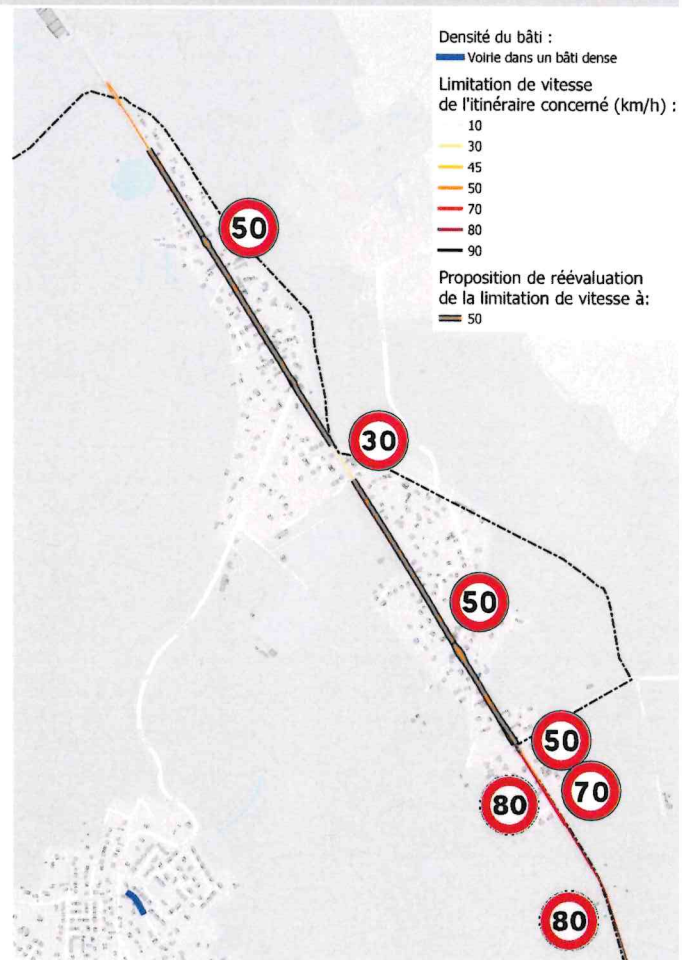 Densité du bâti :
Voirie dans un bâti dense
Limitation de vitesse
de l'itinéraire concerné (km/h) :
10
30
45
50
70
80
90
Proposition de réévaluation
de la limitation de vitesse à:
50
50
30
50
50
70
80
80